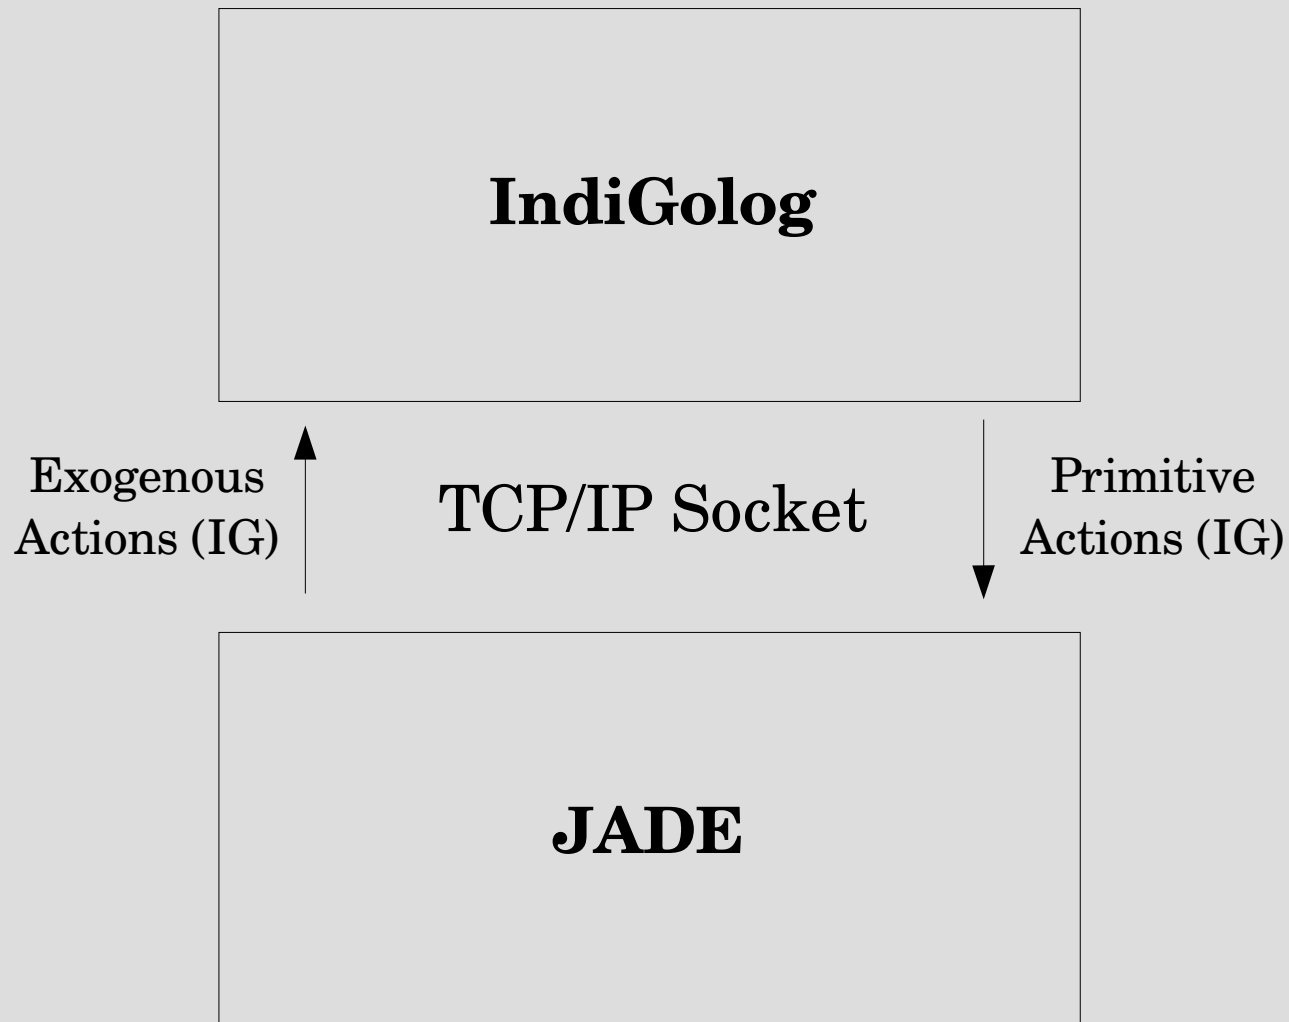 IndiGolog
Exogenous
Actions (IG)
TCP/IP Socket
Primitive
Actions (IG)
JADE